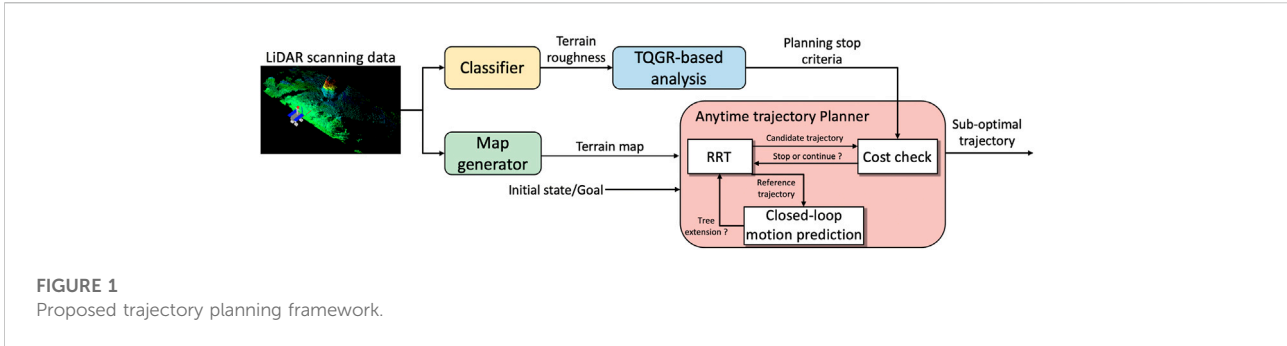 LiDAR scanning data
Classifier
Terrain
roughness
TQGR-based
analysis
Planning stop
criteria
Map
generator
Terrain map
Initial state/Goal
Anytime trajectory Planner
RRT
Candidate trajectory
Stop or continue ?
Cost check
Reference
trajectory
Tree
extension ?
Closed-loop
motion prediction
Sub-optimal
trajectory
FIGURE 1
Proposed trajectory planning framework.